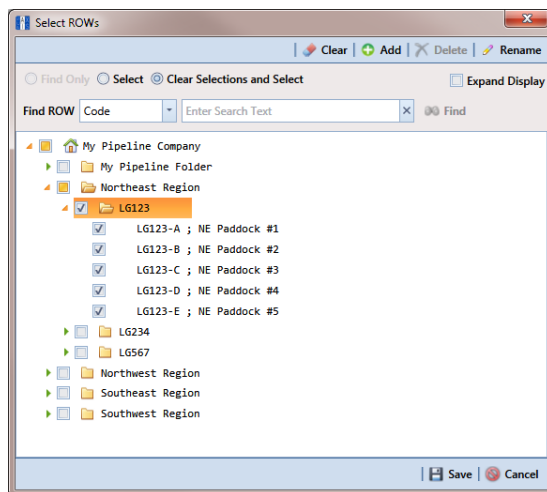 Select ROWs
Clear Add Delete Rename
Find Only Select Clear Selections and Select Expand Display
Find ROW Code Enter Search Text Find
My Pipeline Company
My Pipeline Folder
Northeast Region
LG123
LG123-A ; NE Paddock #1
LG123-B ; NE Paddock #2
LG123-C ; NE Paddock #3
LG123-D ; NE Paddock #4
LG123-E ; NE Paddock #5
LG234
LG567
Northwest Region
Southeast Region
Southwest Region
Save Cancel